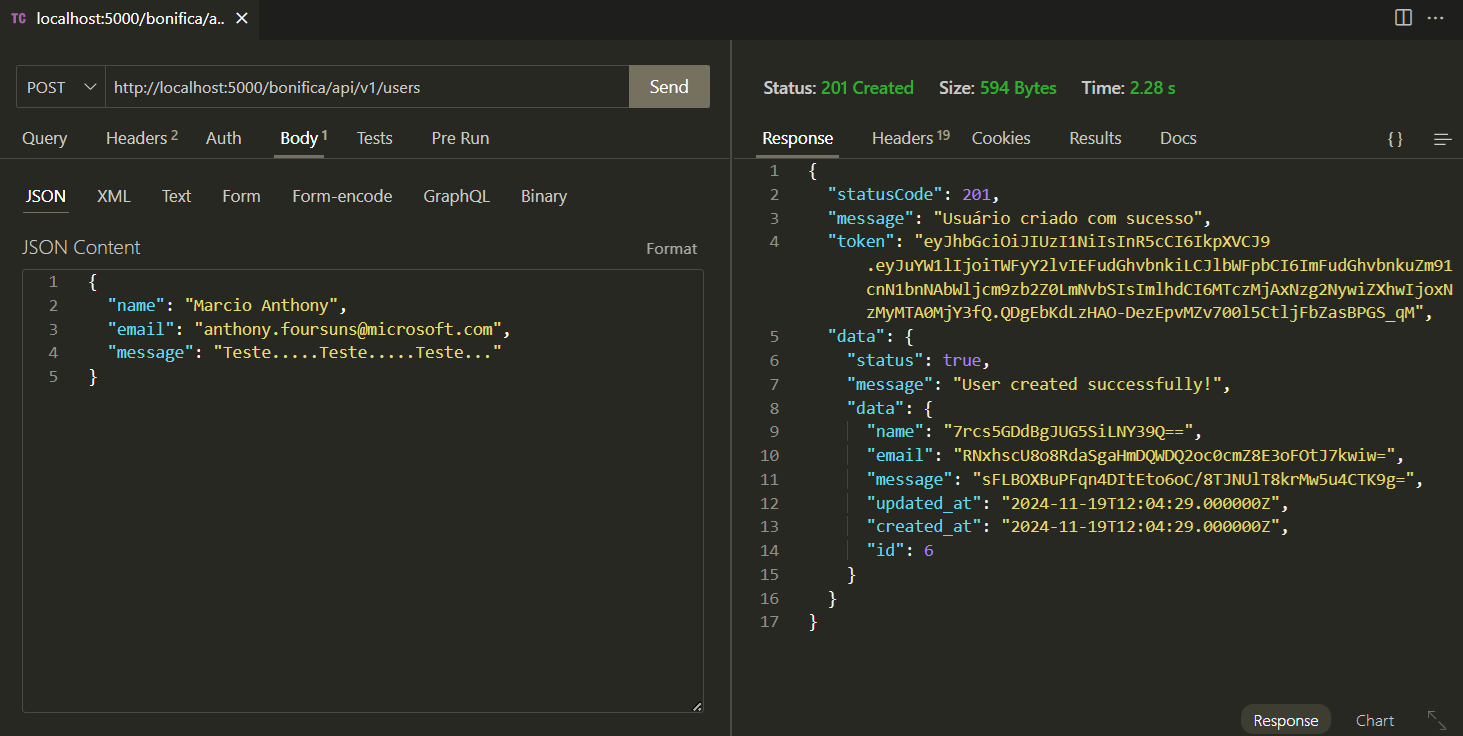 TC localhost:5000/bonifica/a..
POST http://localhost:5000/bonifica/api/v1/users Send
Query Headers 2 Auth Body 1 Tests Pre Run
JSON XML Text Form Form-encode GraphQL Binary
JSON Content Format
1 {
2 "name": "Marcio Anthony",
3 "email": "anthony.foursuns@microsoft.com",
4 "message": "Teste.....Teste.....Teste..."
5 }
Status: 201 Created Size: 594 Bytes Time: 2.28 s
Response Headers 19 Cookies Results Docs {}
1 {
2 "statusCode": 201,
3 "message": "Usuário criado com sucesso",
4 "token": "eyJhbGciOiJIUzI1NiIsInR5cCI6IkpXVCJ9
.eyJuYW1lIjoiTWFyY2lvIEFudGhvbnkiLCJlbWFpbCI6ImFudGhvbnkuZm91
cnN1bnNAbWljcm9zb2Z0LmNvbSIsImlhdCI6MTczMjAxNzg2NywiZXhwIjoxN
zMyMTA0MjY3fQ.QDgEbKdLzHAO-DezEpvMZv700l5CtljFbZasBPGS_qM",
5 "data": {
6 "status": true,
7 "message": "User created successfully!",
8 "data": {
9 "name": "7rcs5GDdBgJUG5SiLNY39Q==",
10 "email": "RNxhscU8o8RdaSgaHmDQWDQ2oc0cmZ8E3oFOtJ7kwiw=",
11 "message": "sFLBOXBuPFqn4DItEto6oC/8TJNUlT8krMw5u4CTK9g=",
12 "updated_at": "2024-11-19T12:04:29.000000Z",
13 "created_at": "2024-11-19T12:04:29.000000Z",
14 "id": 6
15 }
16 }
17 }
Response Chart